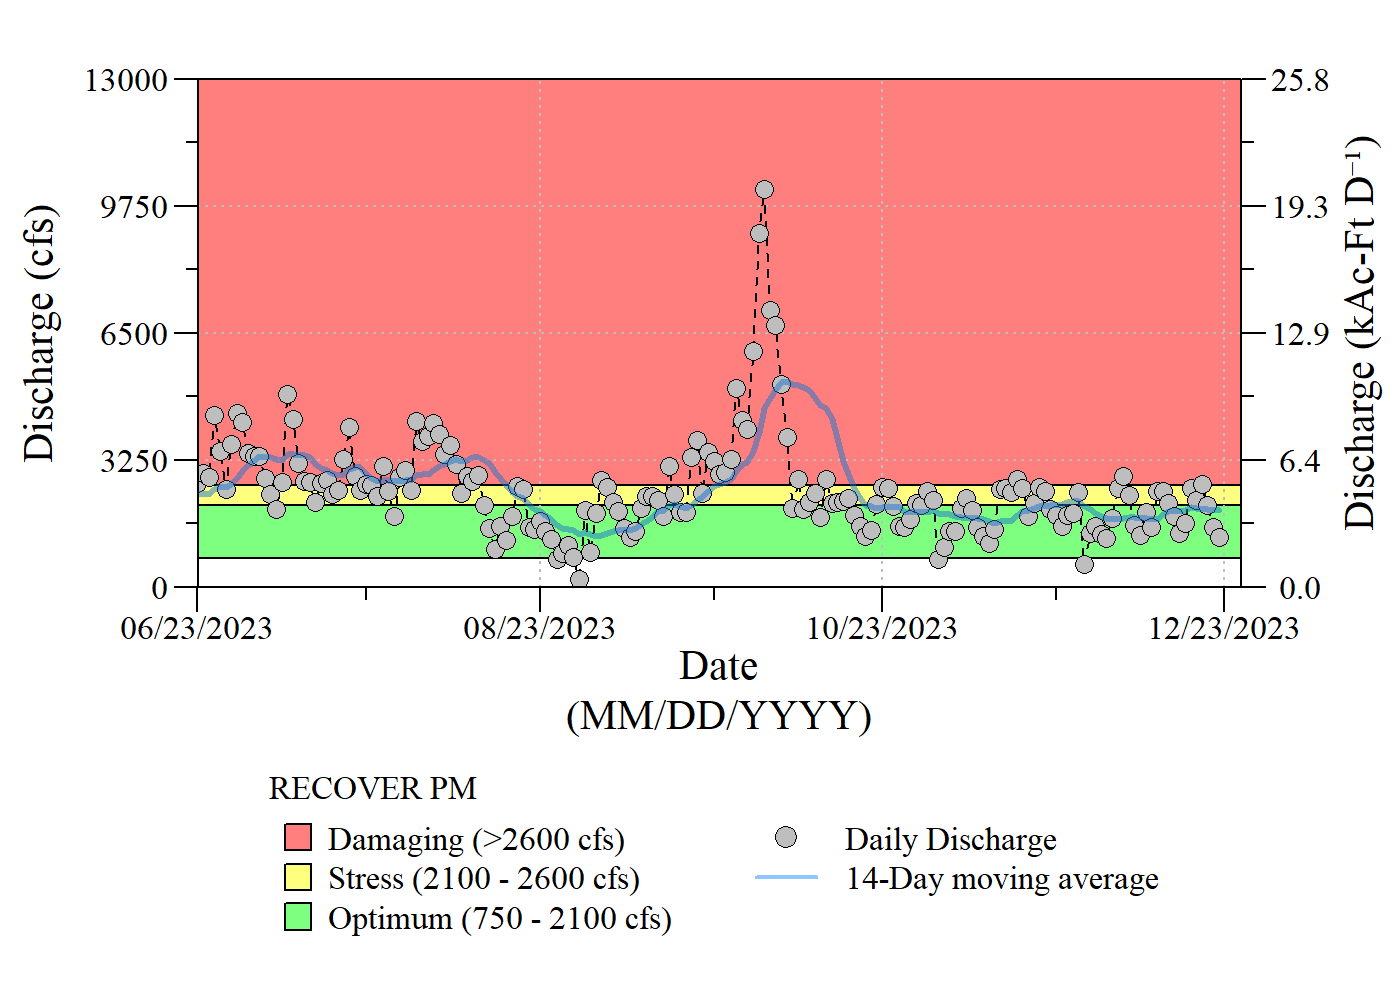 13000
9750
6500
3250
0
Discharge (cfs)
25.8
19.3
12.9
6.4
0.0
Discharge (kAc-Ft D⁻¹)
06/23/2023
08/23/2023
10/23/2023
12/23/2023
Date
(MM/DD/YYYY)
RECOVER PM
Damaging (>2600 cfs)
Stress (2100 - 2600 cfs)
Optimum (750 - 2100 cfs)
Daily Discharge
14-Day moving average